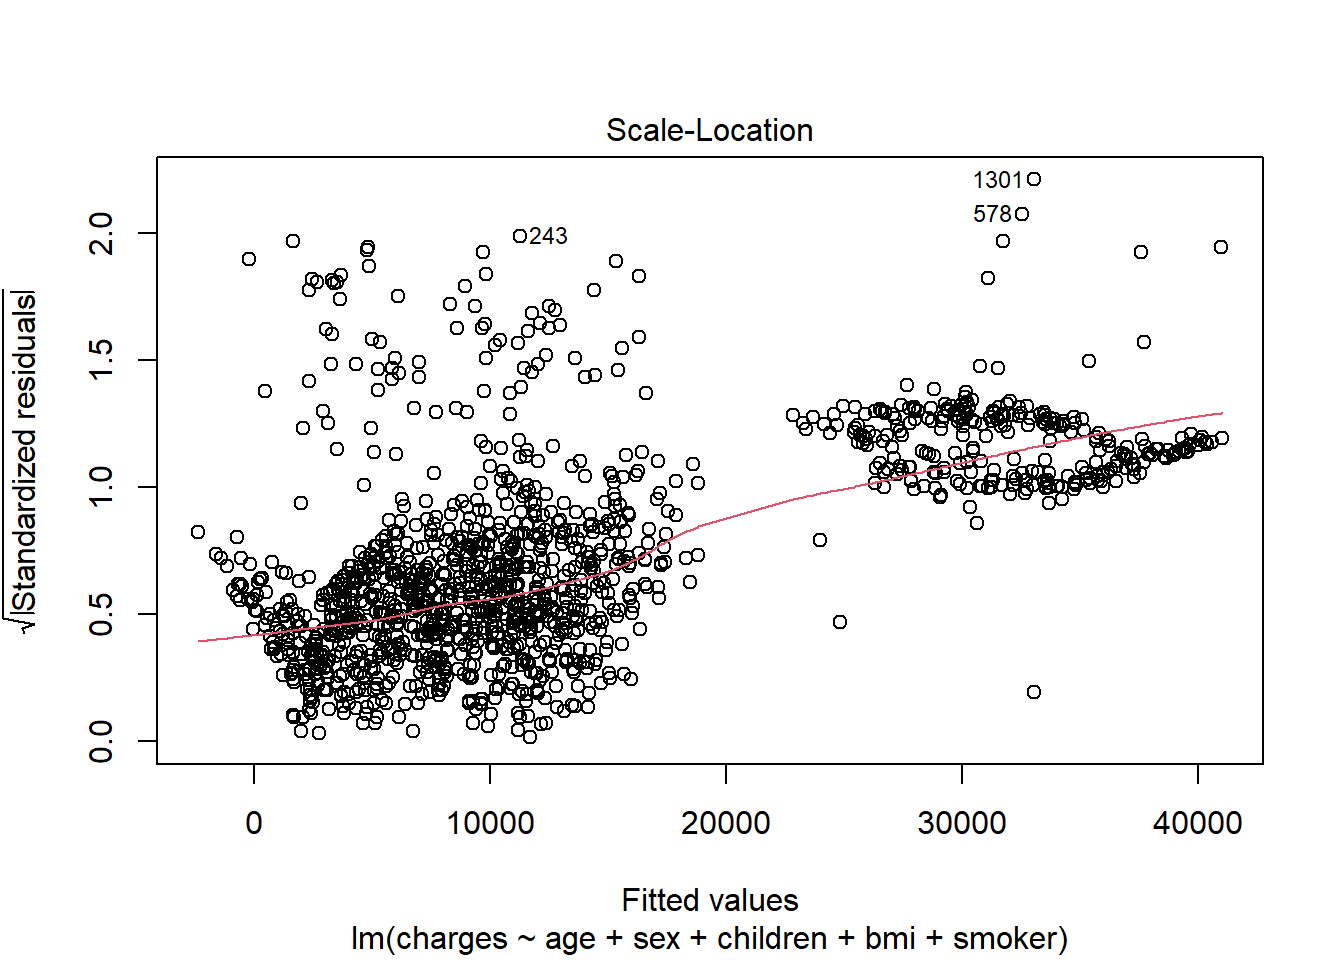 Scale-Location
√|Standardized residuals|
2.0
1.5
1.0
0.5
0.0
1301
578
243
0 10000 20000 30000 40000
Fitted values
lm(charges ~ age + sex + children + bmi + smoker)